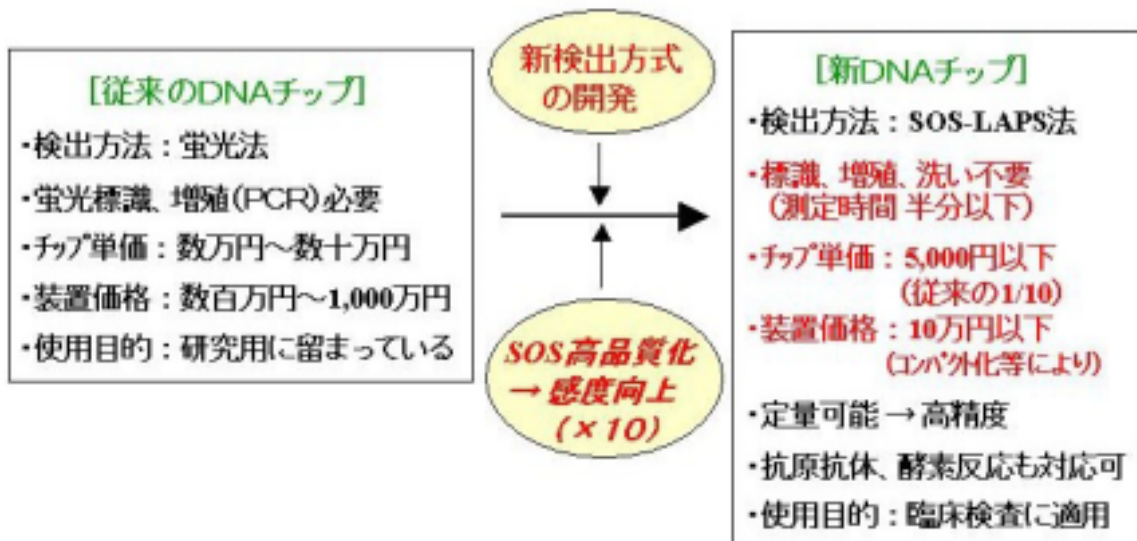 [従来のDNAチップ]
・検出方法：蛍光法
・蛍光標識、増殖(PCR)必要
・チップ単価：数万円～数十万円
・装置価格：数百万円～1,000万円
・使用目的：研究用に留まっている
新検出方式
の開発
SOS高品質化
→ 感度向上
(×10)
[新DNAチップ]
・検出方法：SOS-LAPS法
・標識、増殖、洗い不要
(測定時間 半分以下)
・チップ単価：5,000円以下
(従来の1/10)
・装置価格：10万円以下
(コンパクト化等により)
・定量可能 → 高精度
・抗原抗体、酵素反応も対応可
・使用目的：臨床検査に適用